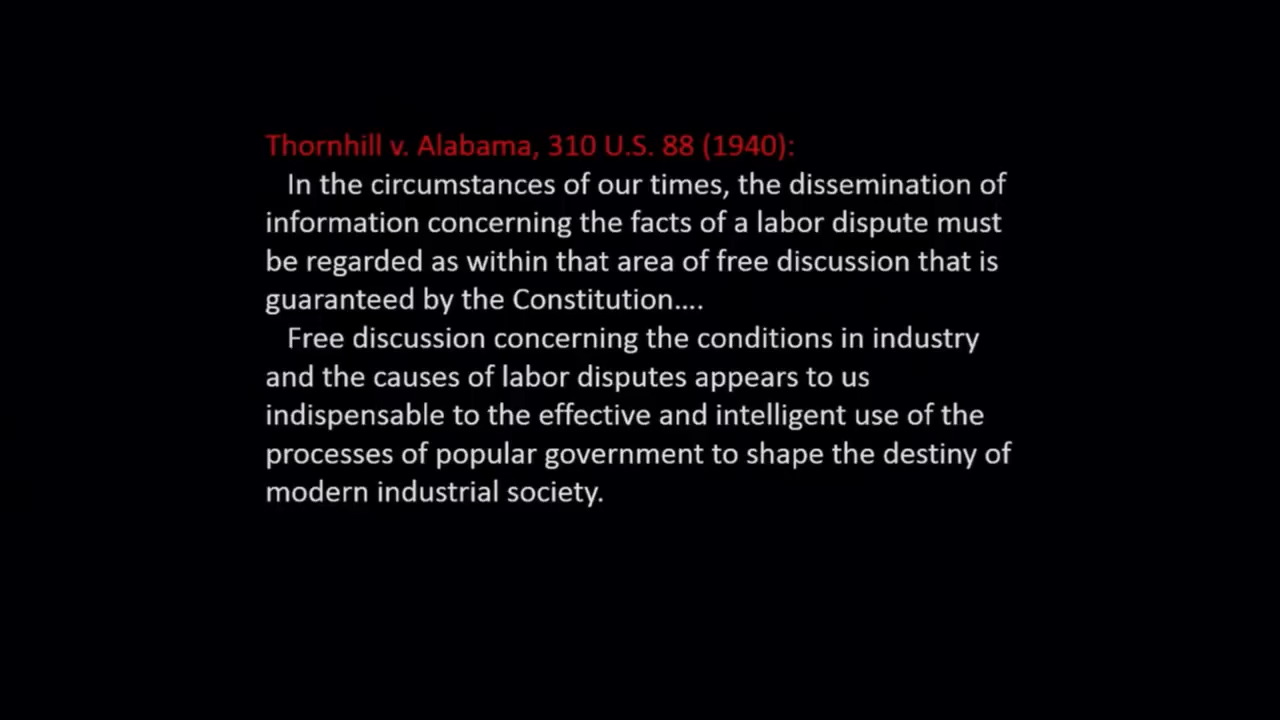 Thornhill v. Alabama, 310 U.S. 88 (1940):
In the circumstances of our times, the dissemination of
information concerning the facts of a labor dispute must
be regarded as within that area of free discussion that is
guaranteed by the Constitution....
Free discussion concerning the conditions in industry
and the causes of labor disputes appears to us
indispensable to the effective and intelligent use of the
processes of popular government to shape the destiny of
modern industrial society.